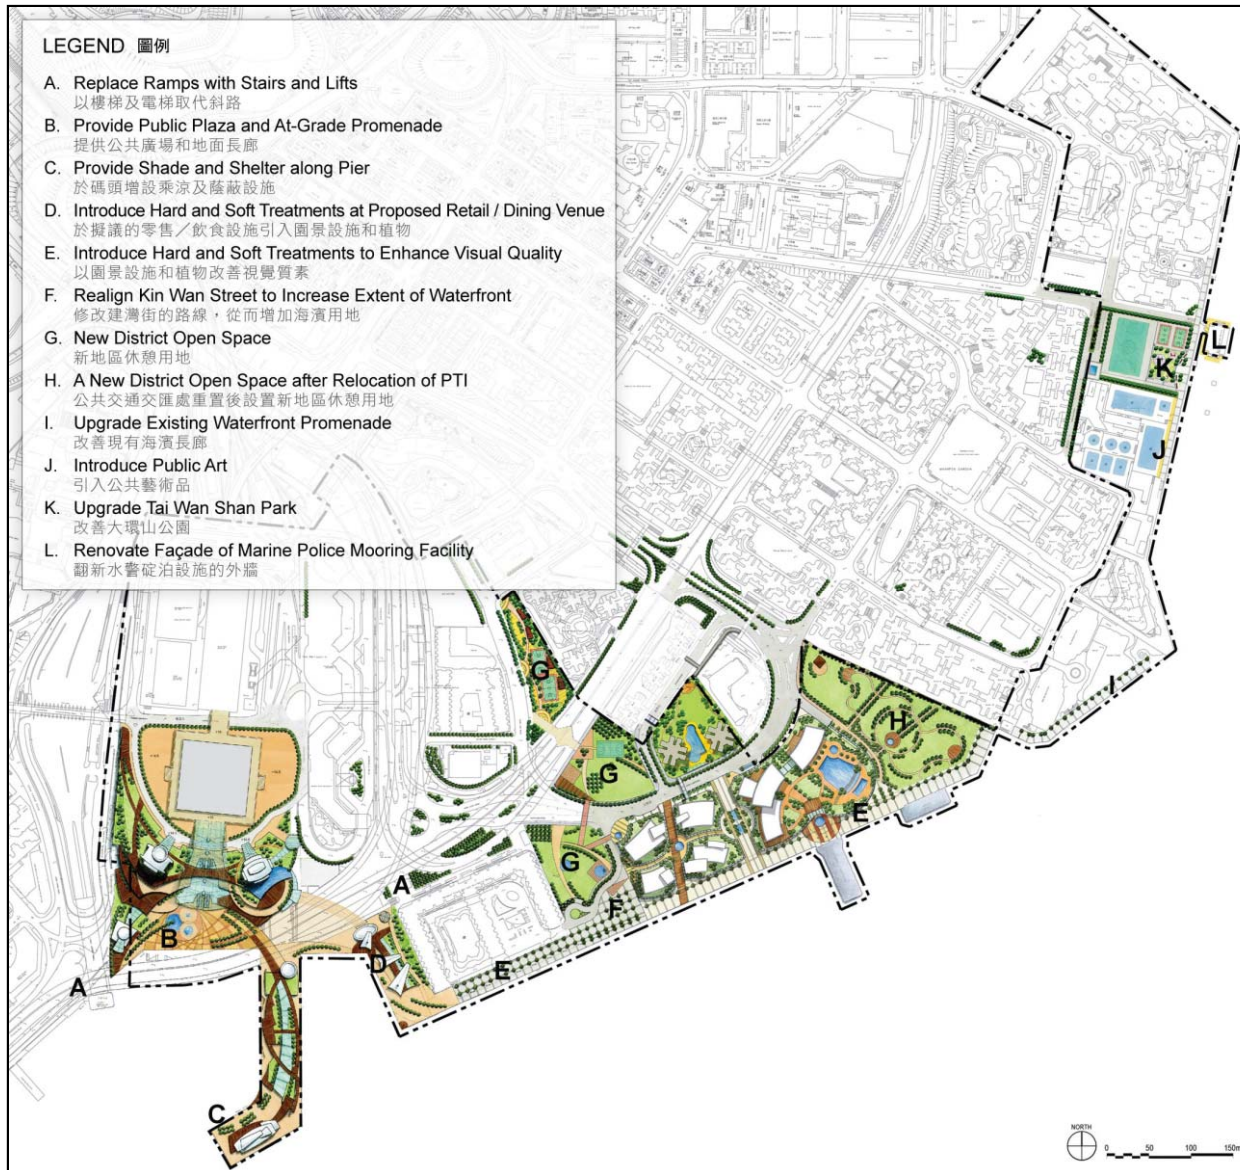 LEGEND 圖例
A. Replace Ramps with Stairs and Lifts
以樓梯及電梯取代斜路
B. Provide Public Plaza and At-Grade Promenade
提供公共廣場和地面長廊
C. Provide Shade and Shelter along Pier
於碼頭增設乘涼及蔭蔽設施
D. Introduce Hard and Soft Treatments at Proposed Retail / Dining Venue
於擬議的零售／飲食設施引入園景設施和植物
E. Introduce Hard and Soft Treatments to Enhance Visual Quality
以園景設施和植物改善視覺質素
F. Realign Kin Wan Street to Increase Extent of Waterfront
修改建灣街的路線，從而增加海濱用地
G. New District Open Space
新地區休憩用地
H. A New District Open Space after Relocation of PTI
公共交通交匯處重置後設置新地區休憩用地
I. Upgrade Existing Waterfront Promenade
改善現有海濱長廊
J. Introduce Public Art
引入公共藝術品
K. Upgrade Tai Wan Shan Park
改善大環山公園
L. Renovate Façade of Marine Police Mooring Facility
翻新水警碇泊設施的外牆
L
K
J
I
G
H
G
E
G
A
F
B
D
E
A
C
NORTH
0 50 100 150m